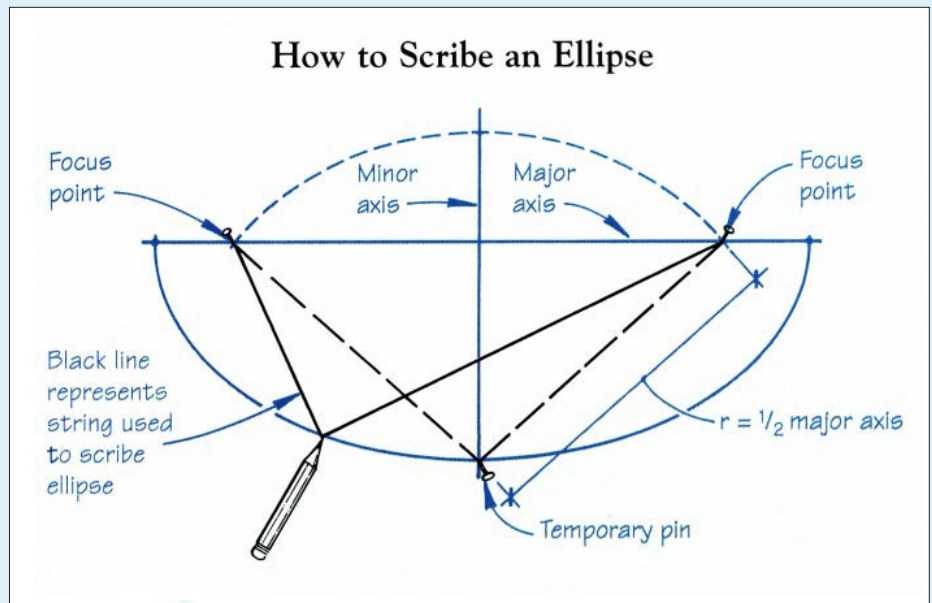 How to Scribe an Ellipse
Focus
point
Minor
axis
Major
axis
Focus
point
Black line
represents
string used
to scribe
ellipse
r = 1/2 major axis
Temporary pin